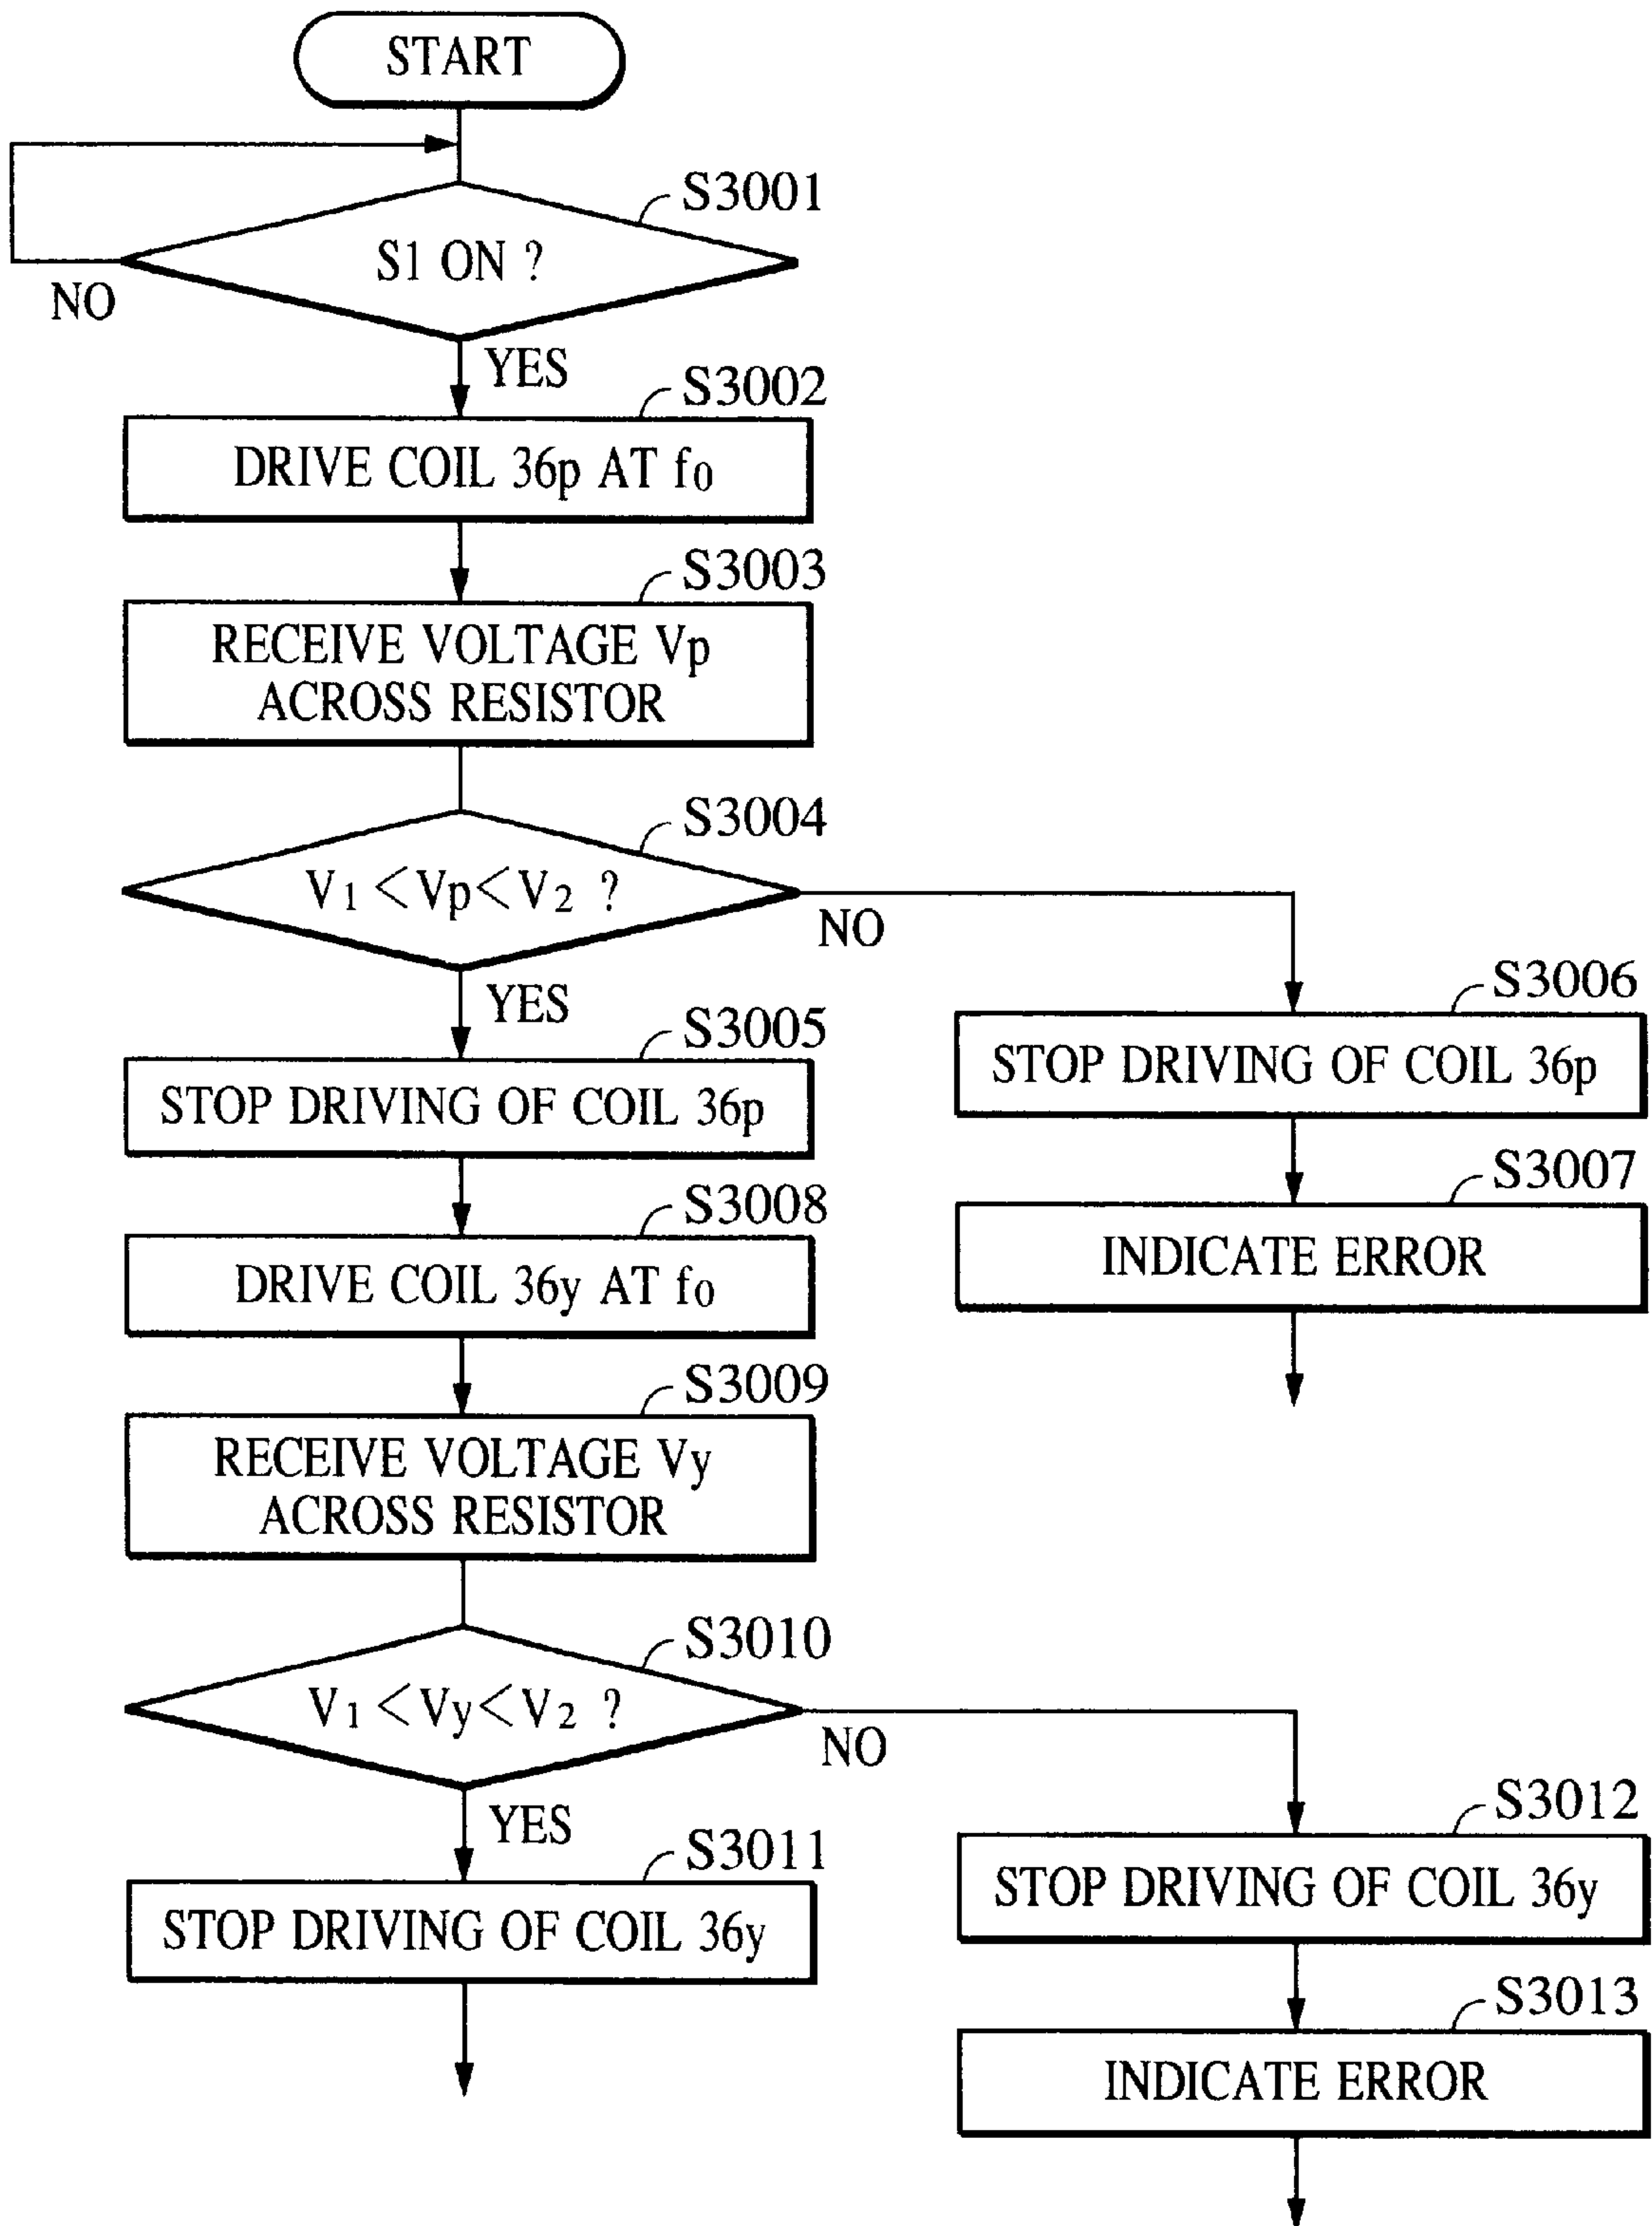 START
S3001
S1 ON ?
NO
YES
S3002
DRIVE COIL 36p AT f0
S3003
RECEIVE VOLTAGE Vp
ACROSS RESISTOR
S3004
V1 <Vp<V2 ?
NO
YES
S3005
STOP DRIVING OF COIL 36p
S3006
STOP DRIVING OF COIL 36p
S3007
INDICATE ERROR
S3008
DRIVE COIL 36y AT f0
S3009
RECEIVE VOLTAGE Vy
ACROSS RESISTOR
S3010
V1 <Vy<V2 ?
NO
YES
S3011
STOP DRIVING OF COIL 36y
S3012
STOP DRIVING OF COIL 36y
S3013
INDICATE ERROR